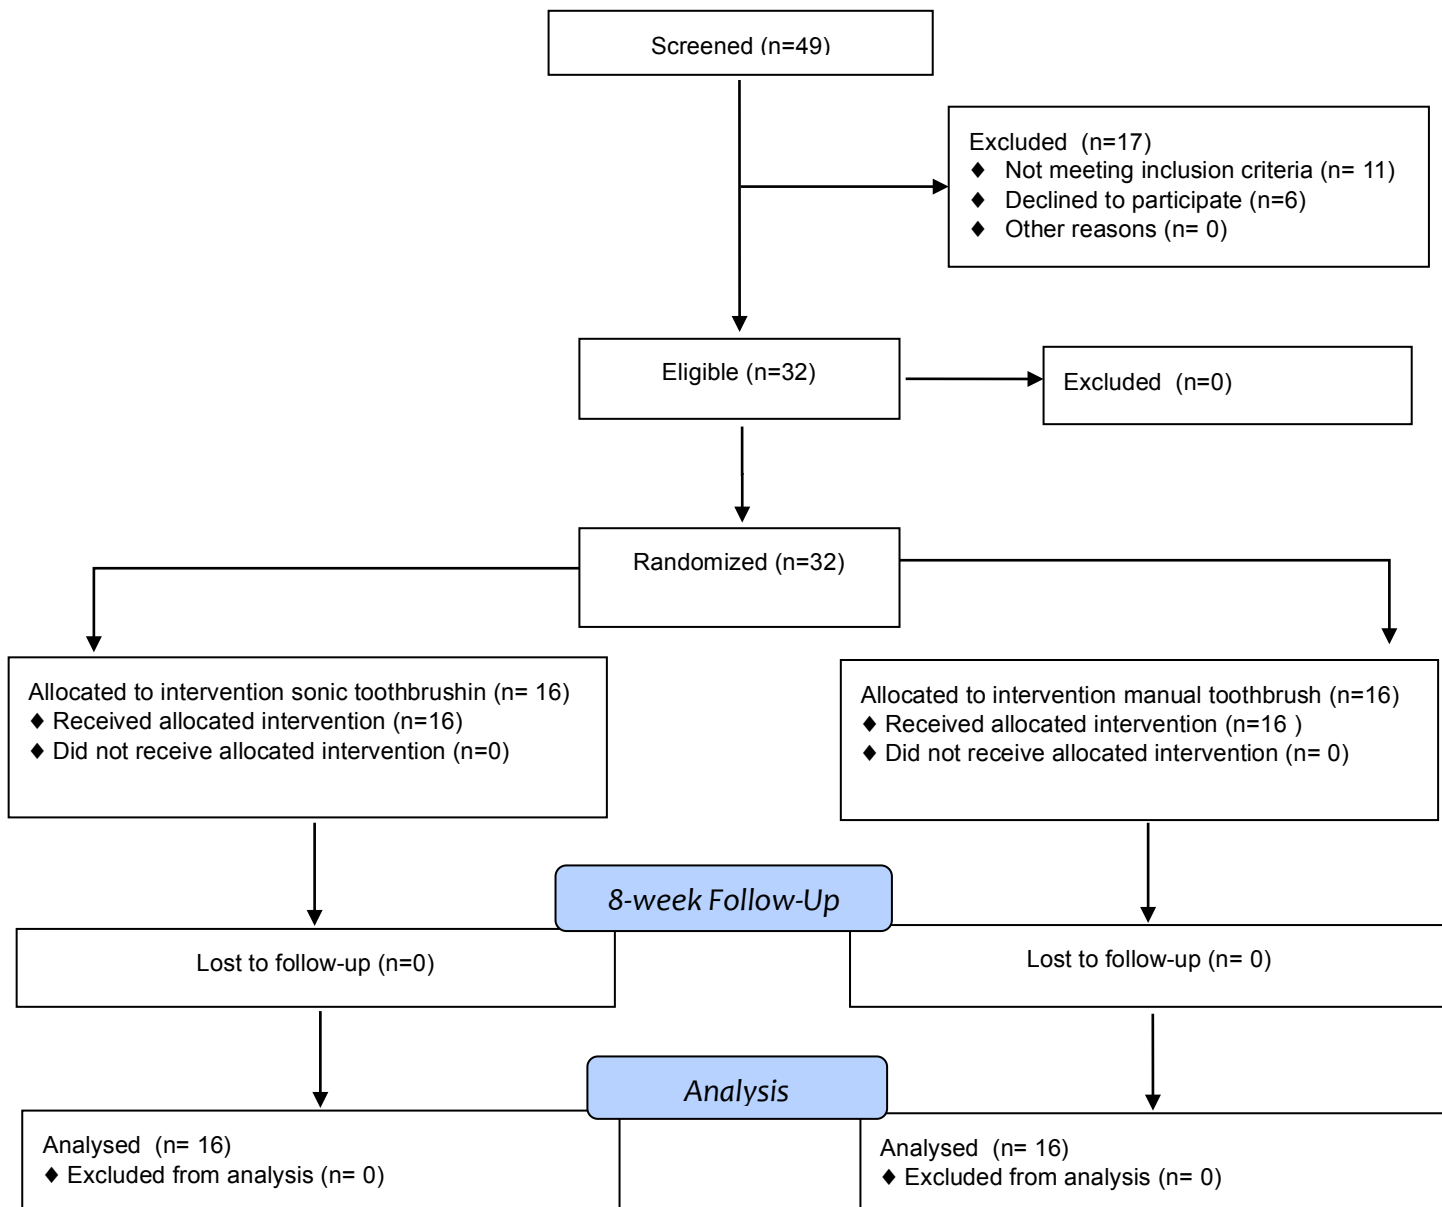 Screened (n=49)
Excluded  (n=17)
♦ Not meeting inclusion criteria (n= 11)
♦ Declined to participate (n=6)
♦ Other reasons (n= 0)
Eligible (n=32)
Excluded  (n=0)
Randomized (n=32)
Allocated to intervention sonic toothbrushin (n= 16)
♦ Received allocated intervention (n=16)
♦ Did not receive allocated intervention (n=0)
Allocated to intervention manual toothbrush (n=16)
♦ Received allocated intervention (n=16 )
♦ Did not receive allocated intervention (n= 0)
8-week Follow-Up
Lost to follow-up (n=0)
Lost to follow-up (n= 0)
Analysis
Analysed  (n= 16)
♦ Excluded from analysis (n= 0)
Analysed  (n= 16)
♦ Excluded from analysis (n= 0)